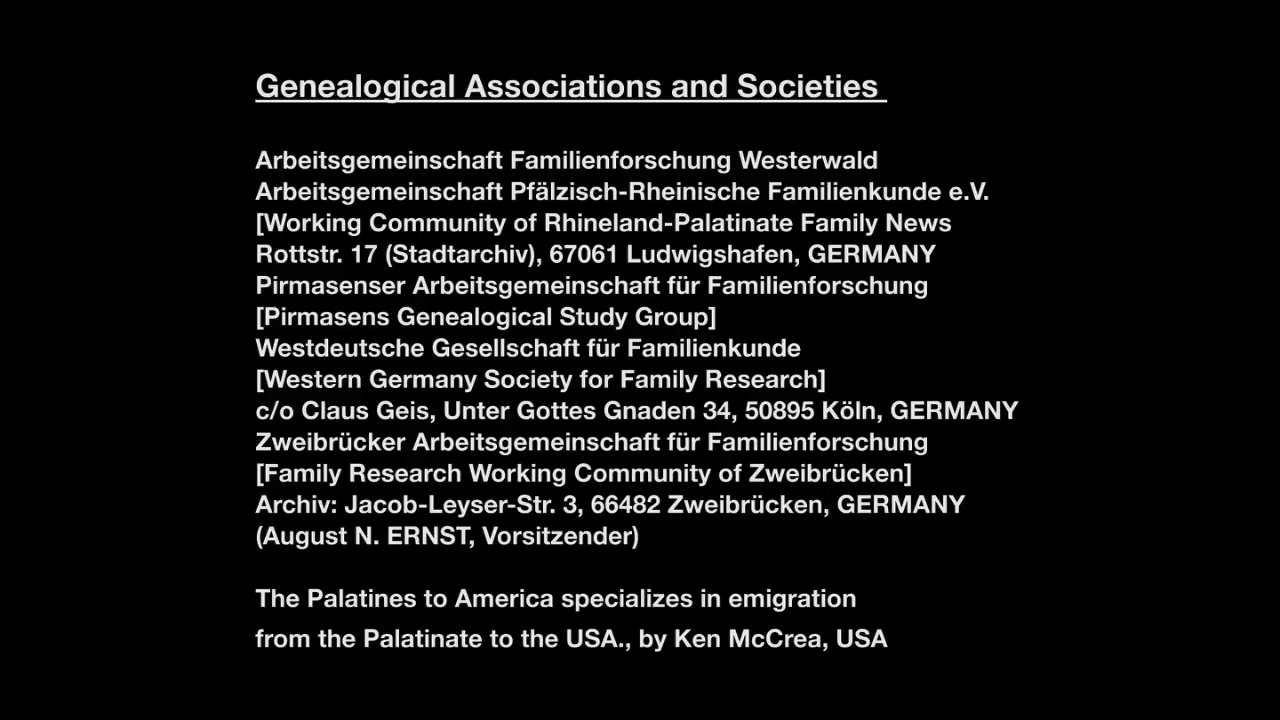 Genealogical Associations and Societies
Arbeitsgemeinschaft Familienforschung Westerwald
Arbeitsgemeinschaft Pfälzisch-Rheinische Familienkunde e.V.
[Working Community of Rhineland-Palatinate Family News
Rottstr. 17 (Stadtarchiv), 67061 Ludwigshafen, GERMANY
Pirmasenser Arbeitsgemeinschaft für Familienforschung
[Pirmasens Genealogical Study Group]
Westdeutsche Gesellschaft für Familienkunde
[Western Germany Society for Family Research]
c/o Claus Geis, Unter Gottes Gnaden 34, 50895 Köln, GERMANY
Zweibrücker Arbeitsgemeinschaft für Familienforschung
[Family Research Working Community of Zweibrücken]
Archiv: Jacob-Leyser-Str. 3, 66482 Zweibrücken, GERMANY
(August N. ERNST, Vorsitzender)
The Palatines to America specializes in emigration
from the Palatinate to the USA., by Ken McCrea, USA